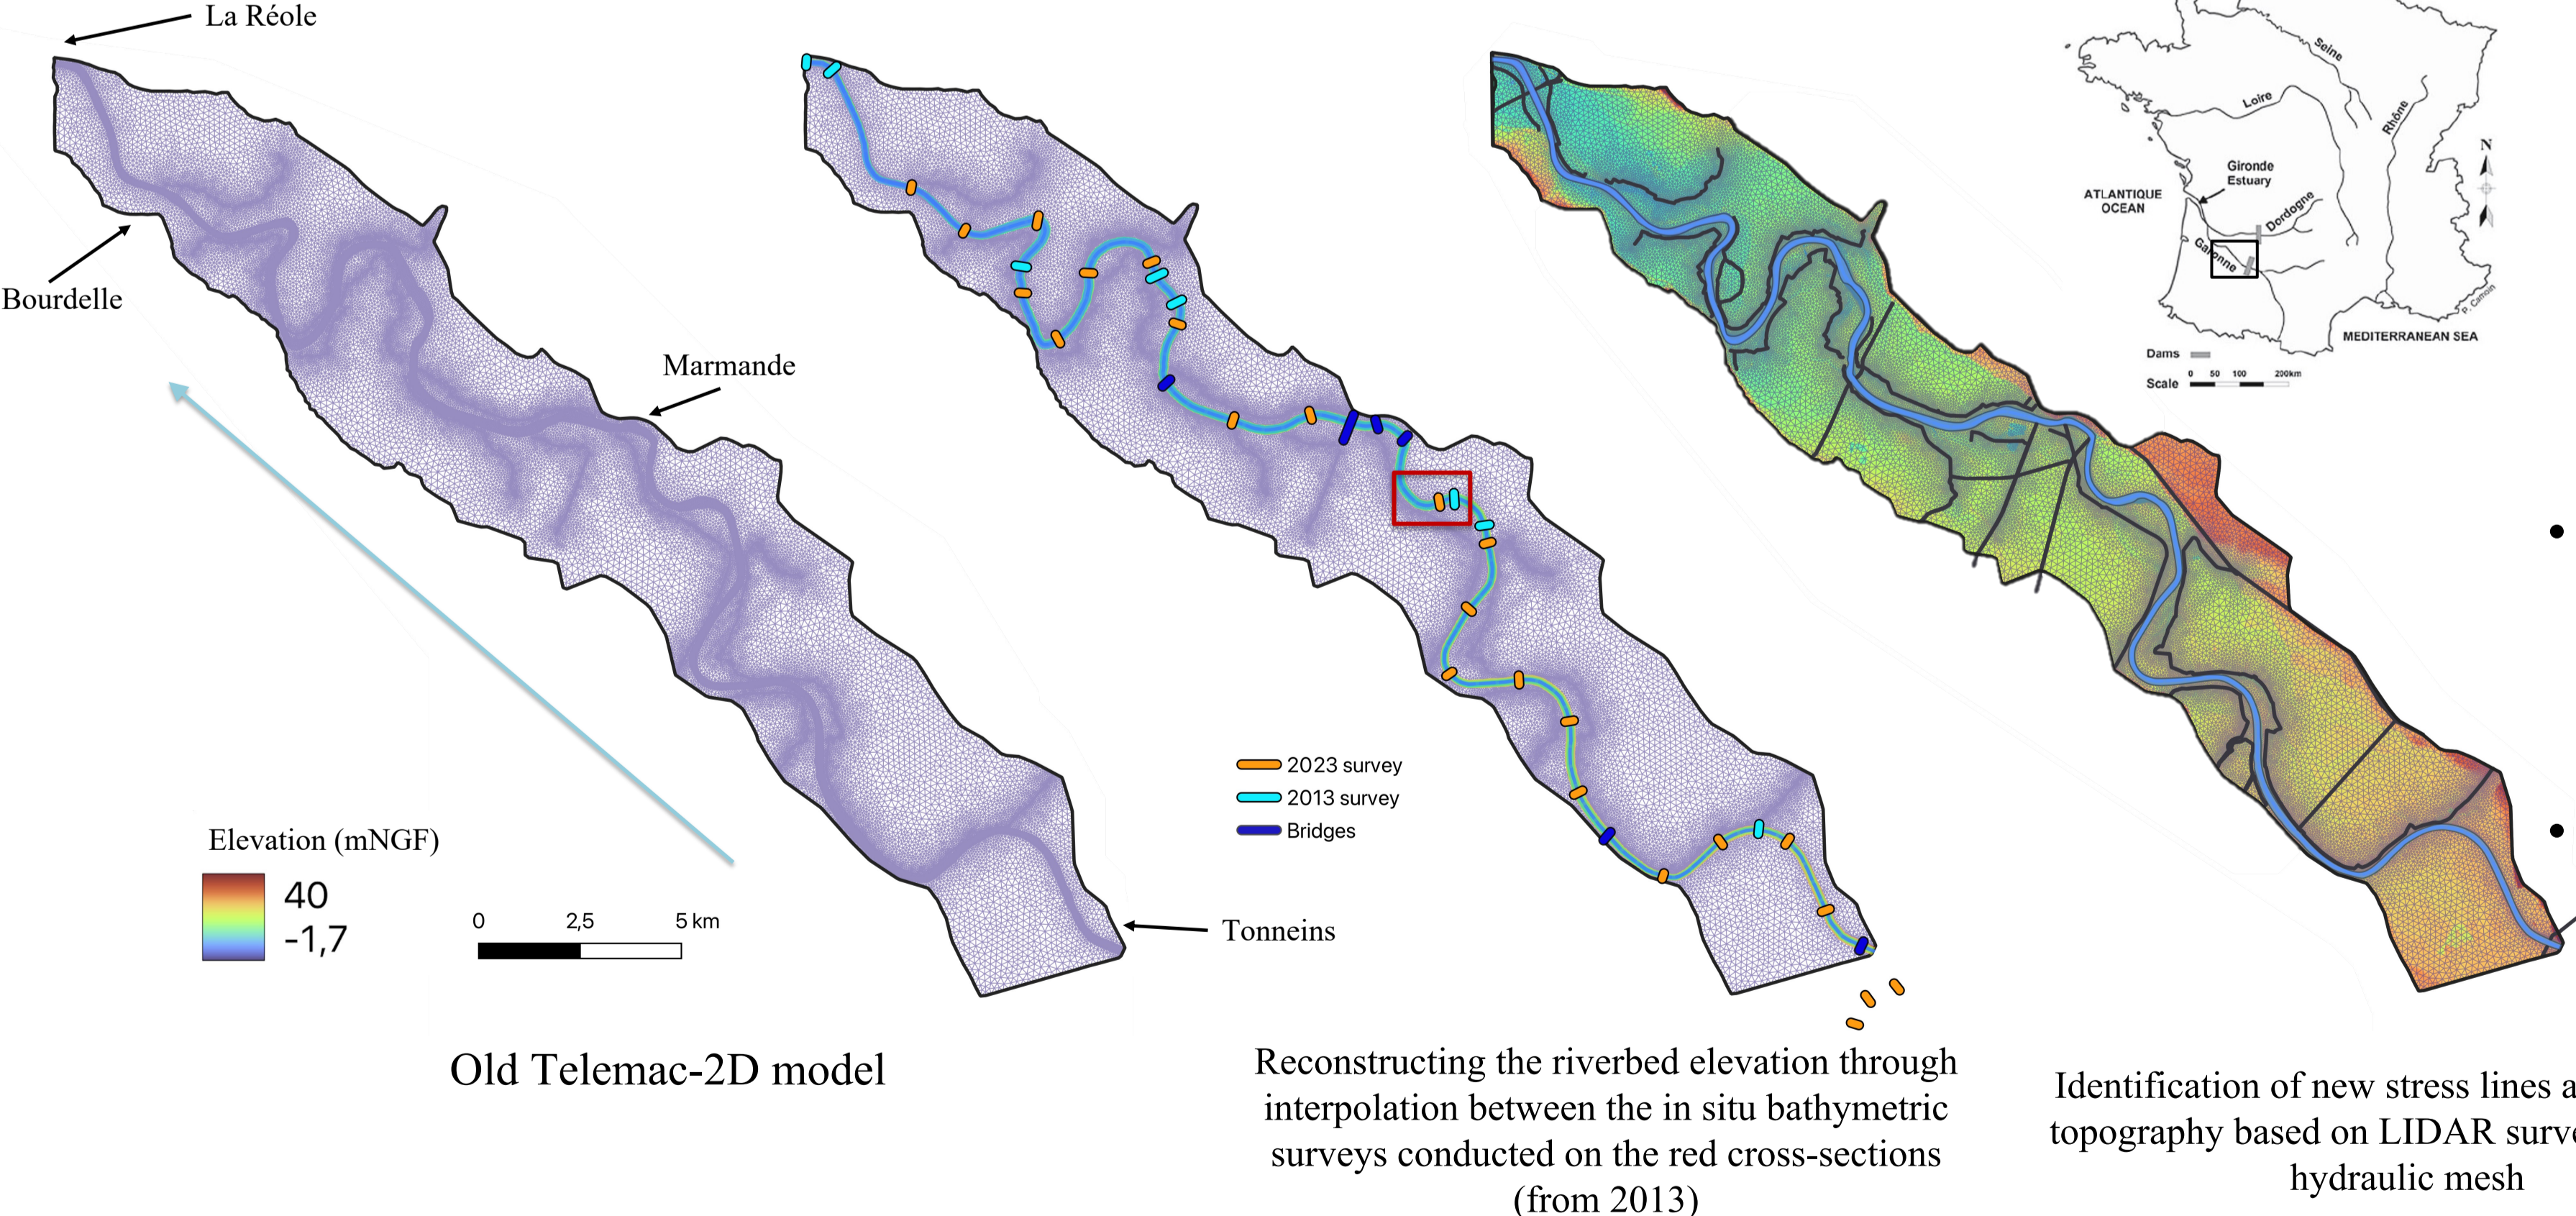 La Réole
Bourdelle
Marmande
Tonneins
Elevation (mNGF)
40
-1,7
0 2,5 5 km
Old Telemac-2D model
2023 survey
2013 survey
Bridges
Reconstructing the riverbed elevation through
interpolation between the in situ bathymetric
surveys conducted on the red cross-sections
(from 2013)
Seine
Loire
Rhône
N
Gironde
Estuary
ATLANTIQUE
OCEAN
Dordogne
Garonne
P. Camoin
MEDITERRANEAN SEA
Dams
Scale 0 50 100 200km
Identification of new stress lines
topography based on LIDAR
hydraulic mesh